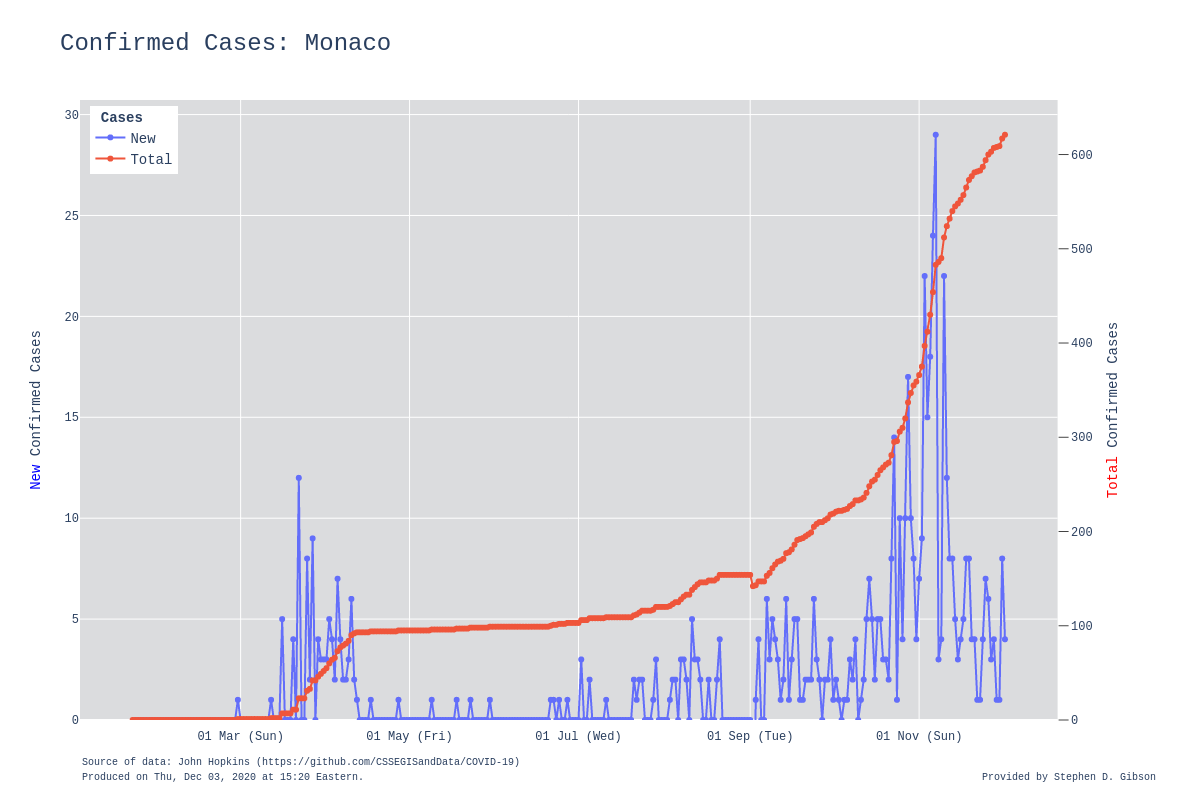 Confirmed Cases: Monaco
Cases
New
Total
30
25
20
15
10
5
0
New Confirmed Cases
600
500
400
300
200
100
0
Total Confirmed Cases
01 Mar (Sun) 01 May (Fri) 01 Jul (Wed) 01 Sep (Tue) 01 Nov (Sun)
Source of data: John Hopkins (https://github.com/CSSEGISandData/COVID-19)
Produced on Thu, Dec 03, 2020 at 15:20 Eastern.
Provided by Stephen D. Gibson